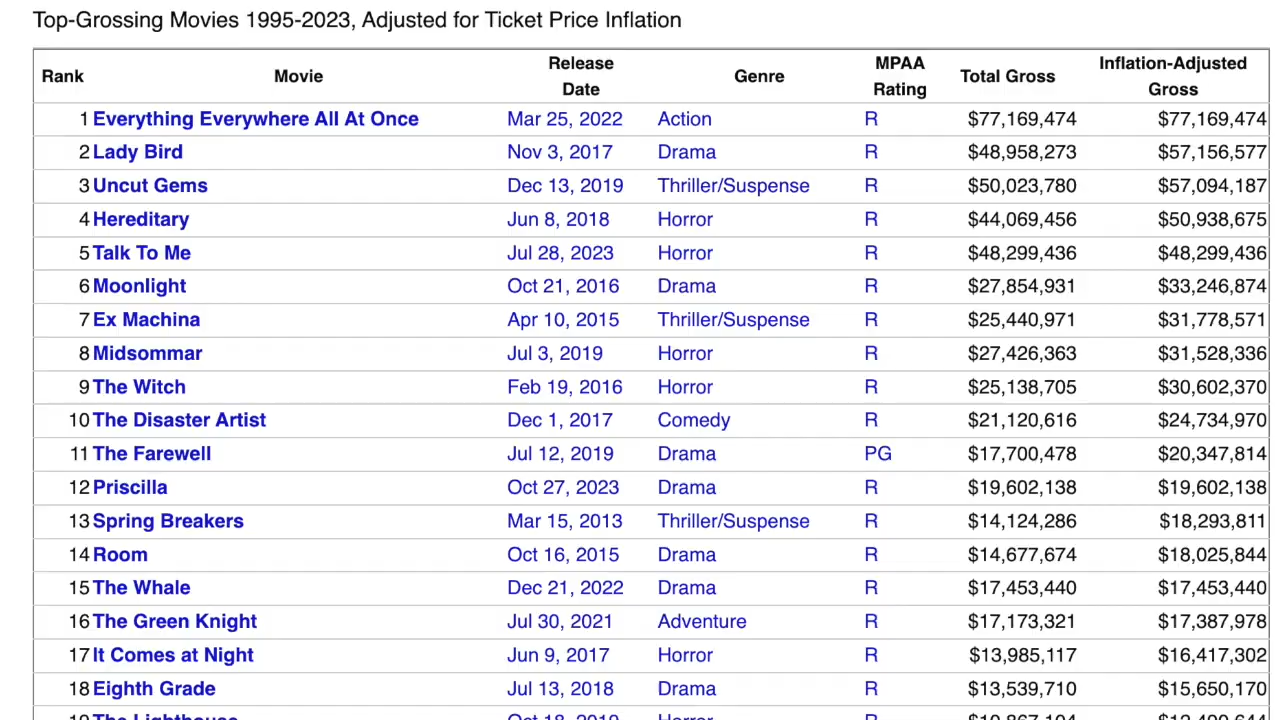 Top-Grossing Movies 1995-2023, Adjusted for Ticket Price Inflation
Rank Movie Release Date Genre MPAA Rating Total Gross Inflation-Adjusted Gross
1 Everything Everywhere All At Once Mar 25, 2022 Action R $77,169,474 $77,169,474
2 Lady Bird Nov 3, 2017 Drama R $48,958,273 $57,156,577
3 Uncut Gems Dec 13, 2019 Thriller/Suspense R $50,023,780 $57,094,187
4 Hereditary Jun 8, 2018 Horror R $44,069,456 $50,938,675
5 Talk To Me Jul 28, 2023 Horror R $48,299,436 $48,299,436
6 Moonlight Oct 21, 2016 Drama R $27,854,931 $33,246,874
7 Ex Machina Apr 10, 2015 Thriller/Suspense R $25,440,971 $31,778,571
8 Midsommar Jul 3, 2019 Horror R $27,426,363 $31,528,336
9 The Witch Feb 19, 2016 Horror R $25,138,705 $30,602,370
10 The Disaster Artist Dec 1, 2017 Comedy R $21,120,616 $24,734,970
11 The Farewell Jul 12, 2019 Drama PG $17,700,478 $20,347,814
12 Priscilla Oct 27, 2023 Drama R $19,602,138 $19,602,138
13 Spring Breakers Mar 15, 2013 Thriller/Suspense R $14,124,286 $18,293,811
14 Room Oct 16, 2015 Drama R $14,677,674 $18,025,844
15 The Whale Dec 21, 2022 Drama R $17,453,440 $17,453,440
16 The Green Knight Jul 30, 2021 Adventure R $17,173,321 $17,387,978
17 It Comes at Night Jun 9, 2017 Horror R $13,985,117 $16,417,302
18 Eighth Grade Jul 13, 2018 Drama R $13,539,710 $15,650,170
19 The Lighthouse Oct 18, 2019 Horror R